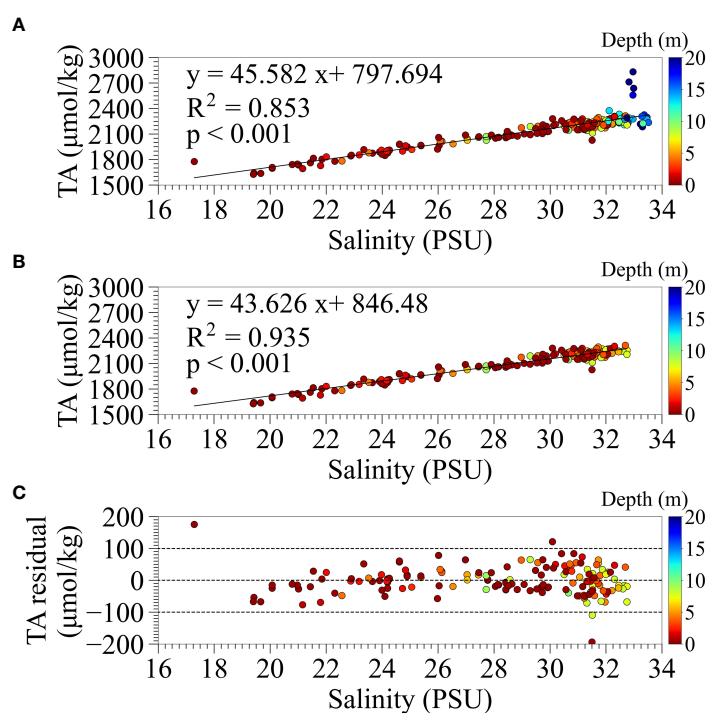 A
Depth (m)
TA (μmol/kg)
3000
2700
2400
2100
1800
1500
y = 45.582 x+ 797.694
R² = 0.853
p < 0.001
20
15
10
5
0
16 18 20 22 24 26 28 30 32 34
Salinity (PSU)
B
Depth (m)
TA (μmol/kg)
3000
2700
2400
2100
1800
1500
y = 43.626 x+ 846.48
R² = 0.935
p < 0.001
20
15
10
5
0
16 18 20 22 24 26 28 30 32 34
Salinity (PSU)
C
Depth (m)
TA residual
(μmol/kg)
200
100
0
−100
−200
20
15
10
5
0
16 18 20 22 24 26 28 30 32 34
Salinity (PSU)